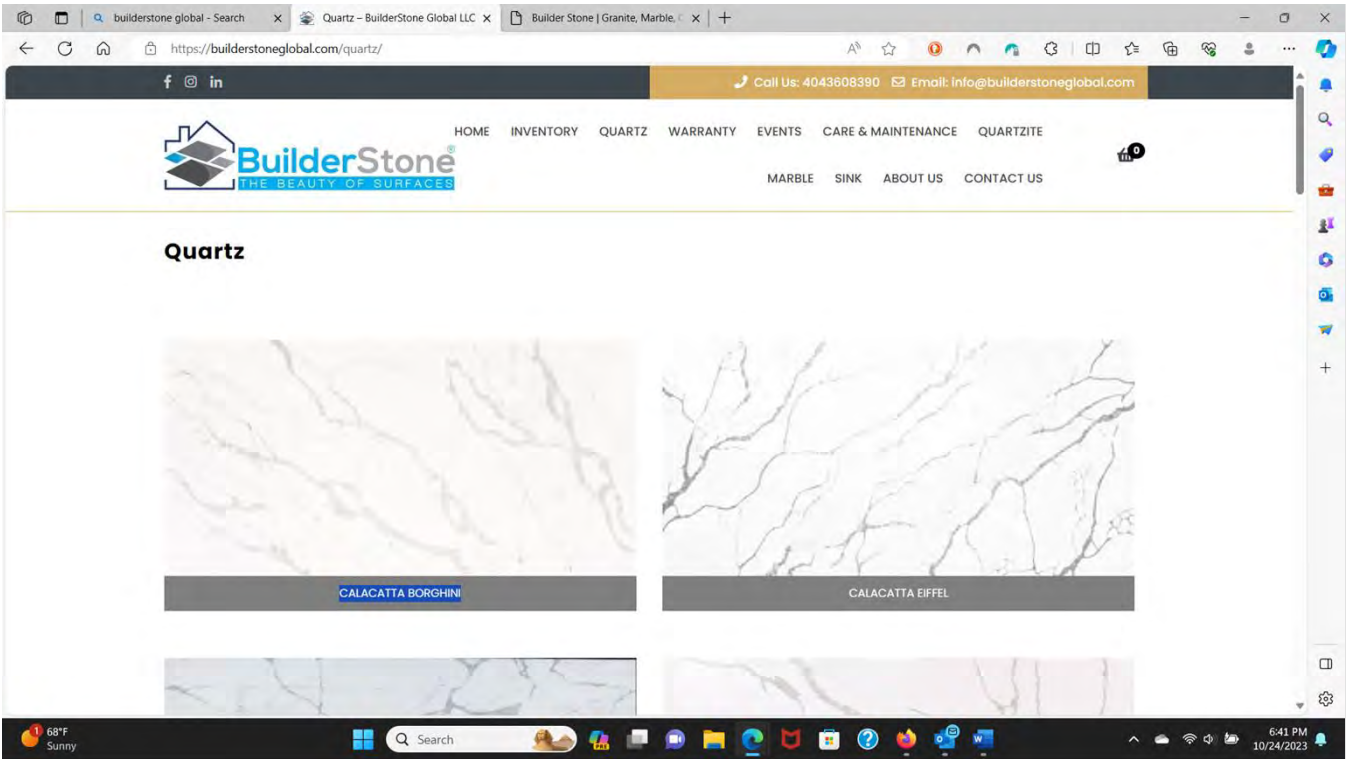 builderstone global - Search
Quartz – BuilderStone Global LLC
Builder Stone | Granite, Marble,
https://builderstoneglobal.com/quartz/
Call Us: 4043608390 Email: info@builderstoneglobal.com
HOME INVENTORY QUARTZ WARRANTY EVENTS CARE & MAINTENANCE QUARTZITE
MARBLE SINK ABOUT US CONTACT US
0
BuilderStone®
THE BEAUTY OF SURFACES
Quartz
CALACATTA BORGHINI
CALACATTA EIFFEL
1
68°F
Sunny
Search
6:41 PM
10/24/2023